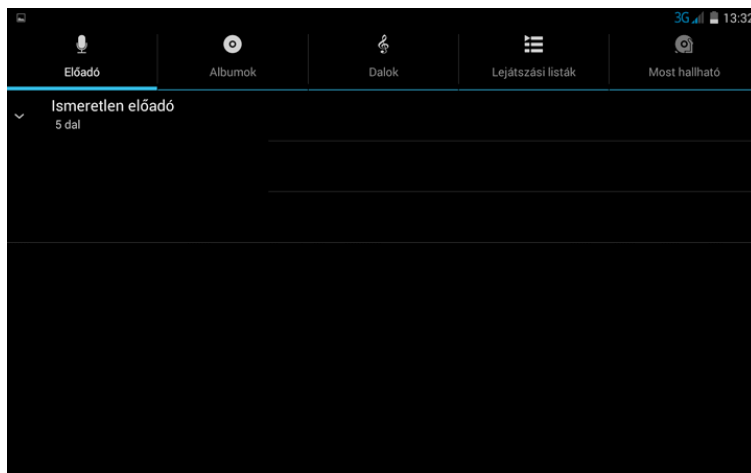 3G 13:32
Előadó Albumok Dalok Lejátszási listák Most hallható
Ismeretlen előadó
5 dal